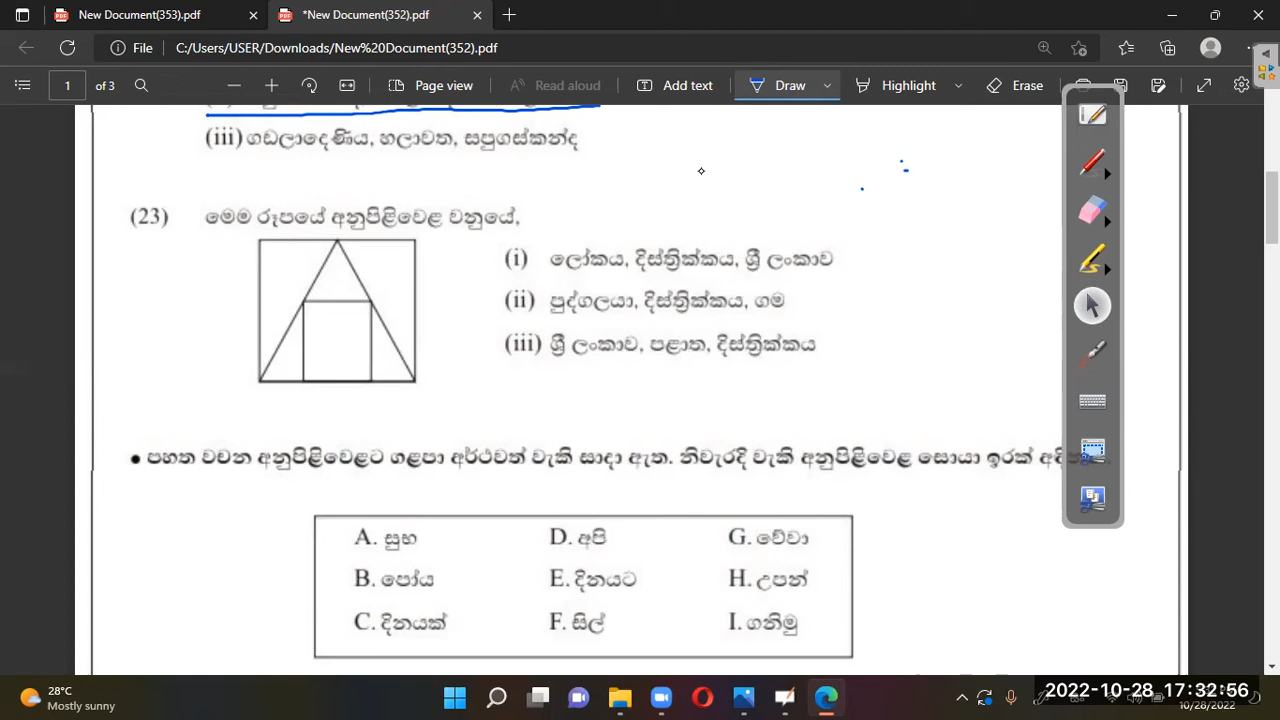 New Document(353).pdf
*New Document(352).pdf
File
C:/Users/USER/Downloads/New%20Document(352).pdf
1 of 3
Page view
Read aloud
Add text
Draw
Highlight
Erase
(iii) ගඩලාදෙණිය, හලාවත, සපුගස්කන්ද
(23) මෙම රූපයේ අනුපිළිවෙළ වනුයේ,
(i) ලෝකය, දිස්ත්‍රික්කය, ශ්‍රී ලංකාව
(ii) පුද්ගලයා, දිස්ත්‍රික්කය, ගම
(iii) ශ්‍රී ලංකාව, පළාත, දිස්ත්‍රික්කය
● පහත වචන අනුපිළිවෙළට ගළපා අර්ථවත් වැකි සාදා ඇත. නිවැරදි වැකි අනුපිළිවෙළ සොයා ඉරක්
A. සුභ D. අපි G. වේවා
B. පෝය E. දිනයට H. උපන්
C. දිනයක් F. සිල් I. ගනිමු
28°C
Mostly sunny
2022-10-28 17:32:56
10/28/2022